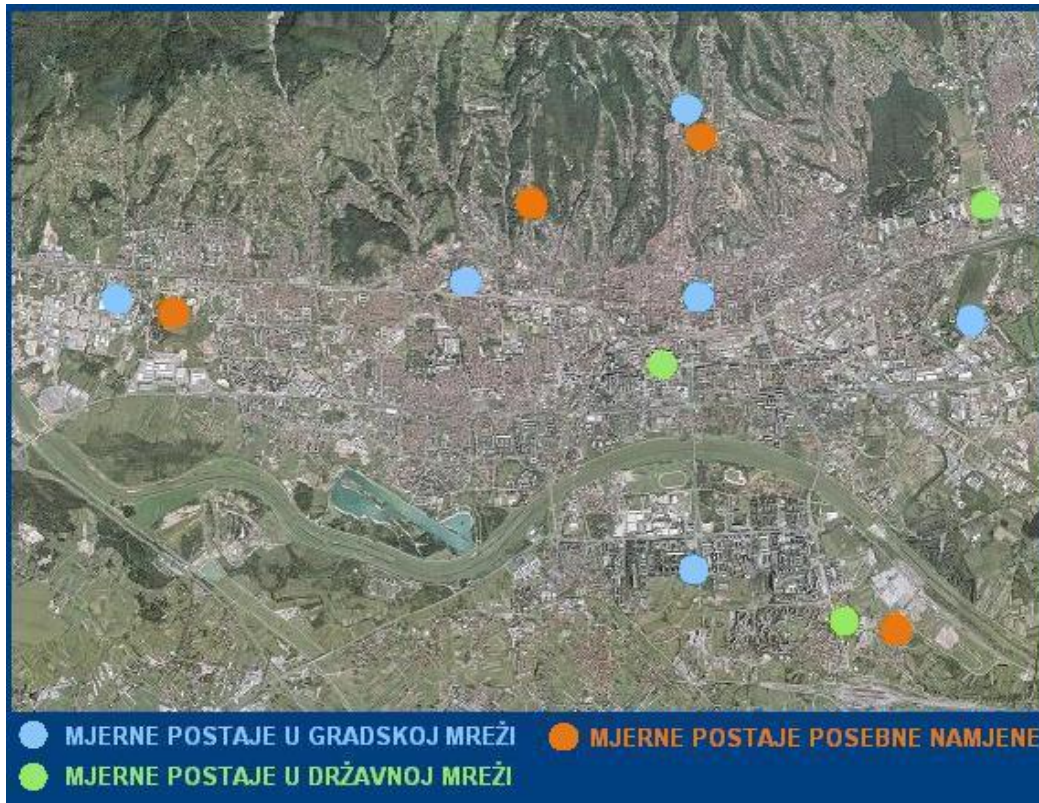 MJERNE POSTAJE U GRADSKOJ MREŽI
MJERNE POSTAJE POSEBNE NAMJENE
MJERNE POSTAJE U DRŽAVNOJ MREŽI